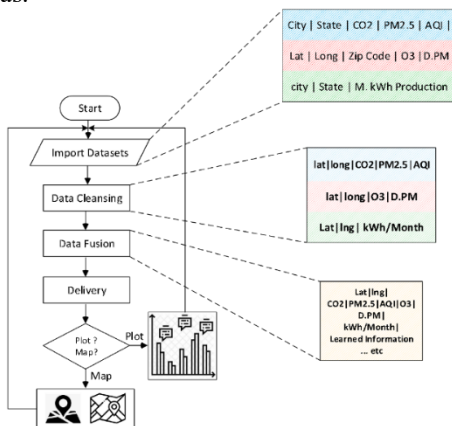 as.
City | State | CO2 | PM2.5 | AQI |
Lat | Long | Zip Code | O3 | D.PM
city | State | M. kWh Production
Start
Import Datasets
lat|long|CO2|PM2.5|AQI
lat|long|O3|D.PM
Lat|lng| kWh/Month
Data Cleansing
Data Fusion
Delivery
Lat|lng|
CO2|PM2.5|AQI|O3|
D.PM|
kWh/Month|
Learned Information
... etc
Plot ?
Map?
Plot
Map